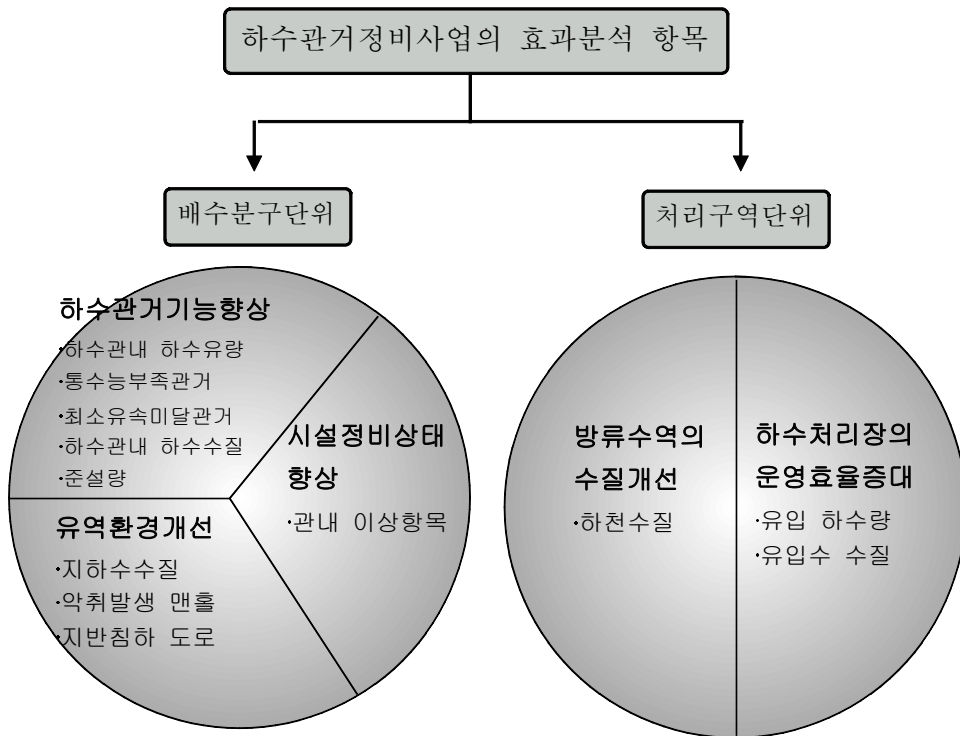 하수관거정비사업의 효과분석 항목
배수분구단위
처리구역단위
하수관거기능향상
·하수관내 하수유량
·통수능부족관거
·최소유속미달관거
·하수관내 하수수질
·준설량
시설정비상태
향상
·관내 이상항목
유역환경개선
·지하수수질
·악취발생 맨홀
·지반침하 도로
방류수역의
수질개선
·하천수질
하수처리장의
운영효율증대
·유입 하수량
·유입수 수질